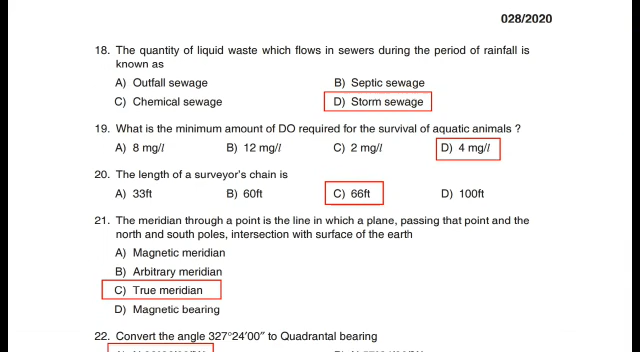 028/2020
18. The quantity of liquid waste which flows in sewers during the period of rainfall is
known as
A) Outfall sewage B) Septic sewage
C) Chemical sewage D) Storm sewage
19. What is the minimum amount of DO required for the survival of aquatic animals ?
A) 8 mg/l B) 12 mg/l C) 2 mg/l D) 4 mg/l
20. The length of a surveyor's chain is
A) 33ft B) 60ft C) 66ft D) 100ft
21. The meridian through a point is the line in which a plane, passing that point and the
north and south poles, intersection with surface of the earth
A) Magnetic meridian
B) Arbitrary meridian
C) True meridian
D) Magnetic bearing
22. Convert the angle 327°24′00″ to Quadrantal bearing